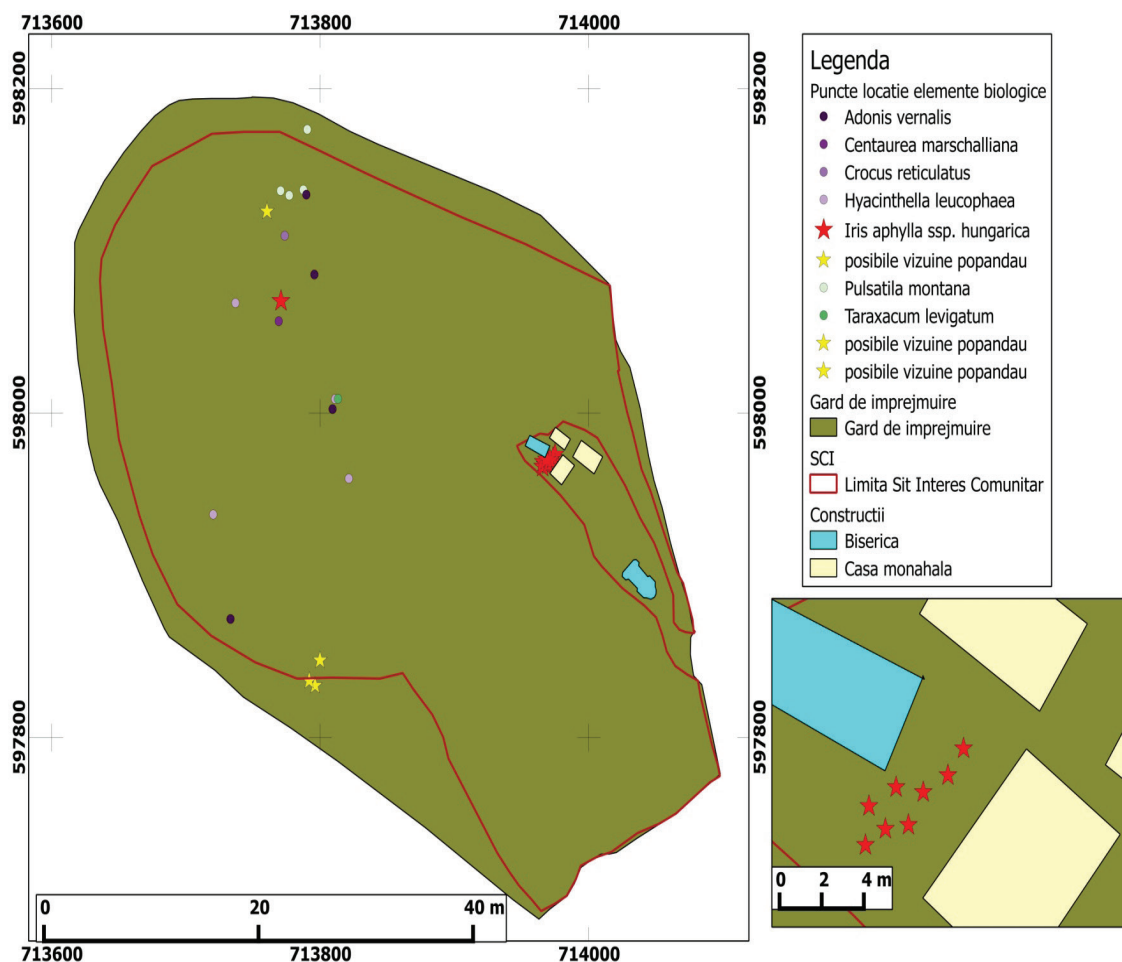 713600 713800 714000
598200 598200
598000 598000
597800 597800
0 20 40 m
713600 713800 714000
Legenda
Puncte locatie elemente biologice
Adonis vernalis
Centaurea marschalliana
Crocus reticulatus
Hyacinthella leucophaea
Iris aphylla ssp. hungarica
posibile vizuine popandau
Pulsatila montana
Taraxacum levigatum
posibile vizuine popandau
posibile vizuine popandau
Gard de imprejmuire
Gard de imprejmuire
SCI
Limita Sit Interes Comunitar
Constructii
Biserica
Casa monahala
0 2 4 m